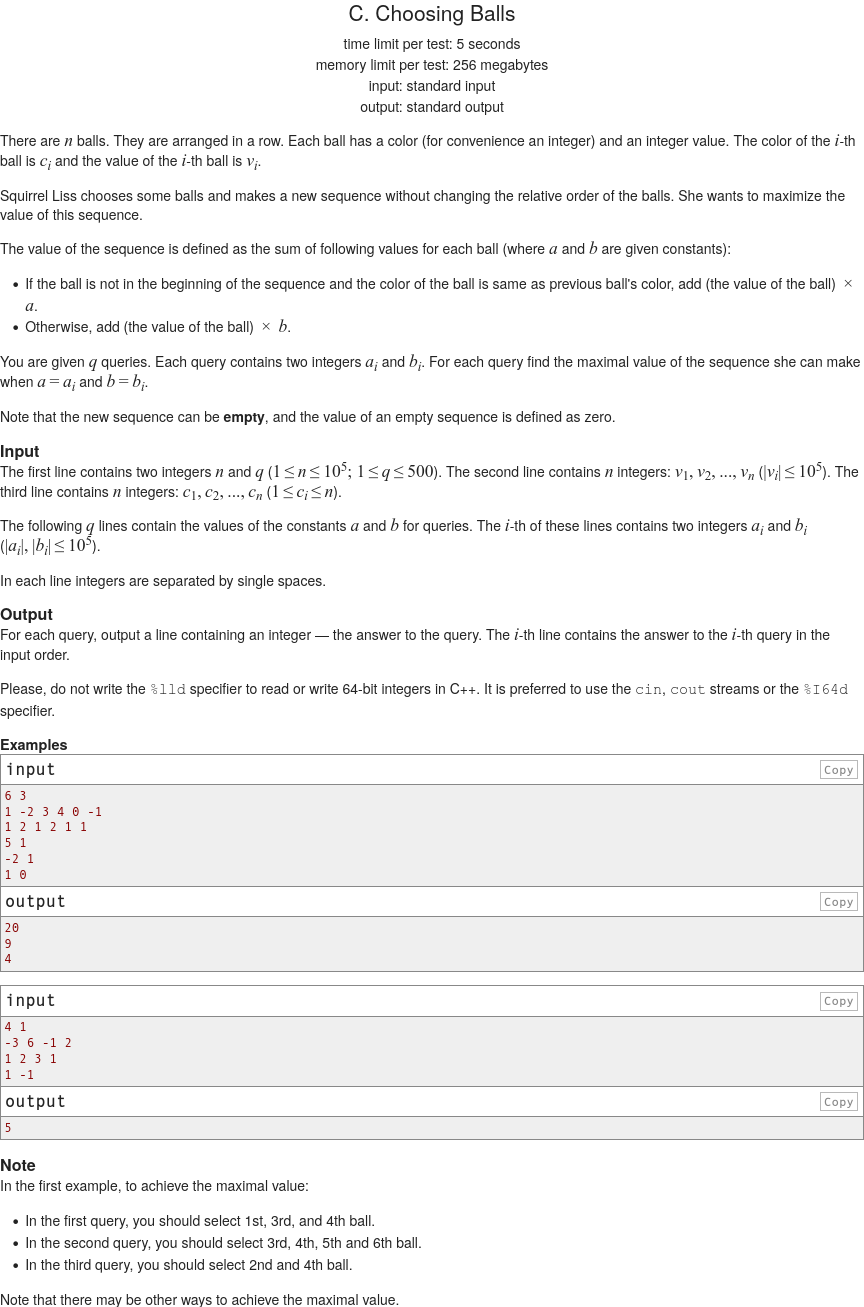 C. Choosing Balls
time limit per test: 5 seconds
memory limit per test: 256 megabytes
input: standard input
output: standard output
There are n balls. They are arranged in a row. Each ball has a color (for convenience an integer) and an integer value. The color of the i-th
ball is c_i and the value of the i-th ball is v_i.
Squirrel Liss chooses some balls and makes a new sequence without changing the relative order of the balls. She wants to maximize the
value of this sequence.
The value of the sequence is defined as the sum of following values for each ball (where a and b are given constants):
• If the ball is not in the beginning of the sequence and the color of the ball is same as previous ball's color, add (the value of the ball) ×
a.
• Otherwise, add (the value of the ball) × b.
You are given q queries. Each query contains two integers a_i and b_i. For each query find the maximal value of the sequence she can make
when a = a_i and b = b_i.
Note that the new sequence can be empty, and the value of an empty sequence is defined as zero.
Input
The first line contains two integers n and q (1 ≤ n ≤ 10^5; 1 ≤ q ≤ 500). The second line contains n integers: v_1, v_2, ..., v_n (|v_i| ≤ 10^5). The
third line contains n integers: c_1, c_2, ..., c_n (1 ≤ c_i ≤ n).
The following q lines contain the values of the constants a and b for queries. The i-th of these lines contains two integers a_i and b_i
(|a_i|, |b_i| ≤ 10^5).
In each line integers are separated by single spaces.
Output
For each query, output a line containing an integer — the answer to the query. The i-th line contains the answer to the i-th query in the
input order.
Please, do not write the %lld specifier to read or write 64-bit integers in C++. It is preferred to use the cin, cout streams or the %I64d
specifier.
Examples
input Copy
6 3
1 -2 3 4 0 -1
1 2 1 2 1 1
5 1
-2 1
1 0
output Copy
20
9
4
input Copy
4 1
-3 6 -1 2
1 2 3 1
1 -1
output Copy
5
Note
In the first example, to achieve the maximal value:
• In the first query, you should select 1st, 3rd, and 4th ball.
• In the second query, you should select 3rd, 4th, 5th and 6th ball.
• In the third query, you should select 2nd and 4th ball.
Note that there may be other ways to achieve the maximal value.